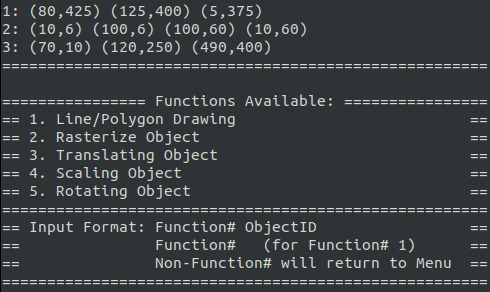 1: (80,425) (125,400) (5,375)
2: (10,6) (100,6) (100,60) (10,60)
3: (70,10) (120,250) (490,400)
======================================================
================ Functions Available: ================
== 1. Line/Polygon Drawing                          ==
== 2. Rasterize Object                              ==
== 3. Translating Object                            ==
== 4. Scaling Object                                ==
== 5. Rotating Object                               ==
======================================================
== Input Format: Function# ObjectID                 ==
==               Function#   (for Function# 1)      ==
==               Non-Function# will return to Menu  ==
======================================================